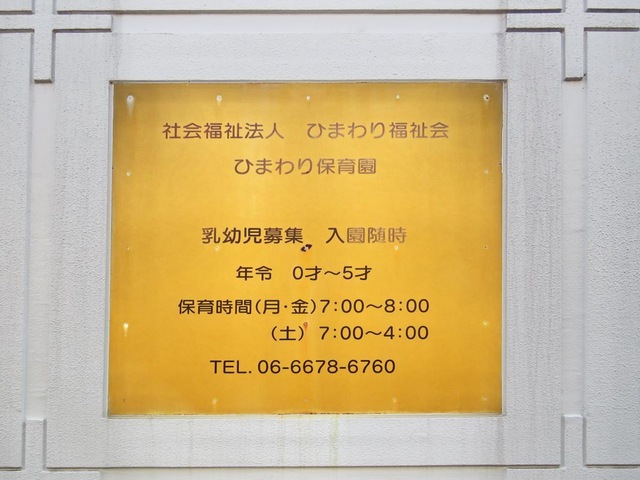 社会福祉法人　ひまわり福祉会
ひまわり保育園
乳幼児募集　入園随時
年令　0才～5才
保育時間(月・金)7:00～8:00
(土) 7:00～4:00
TEL. 06-6678-6760